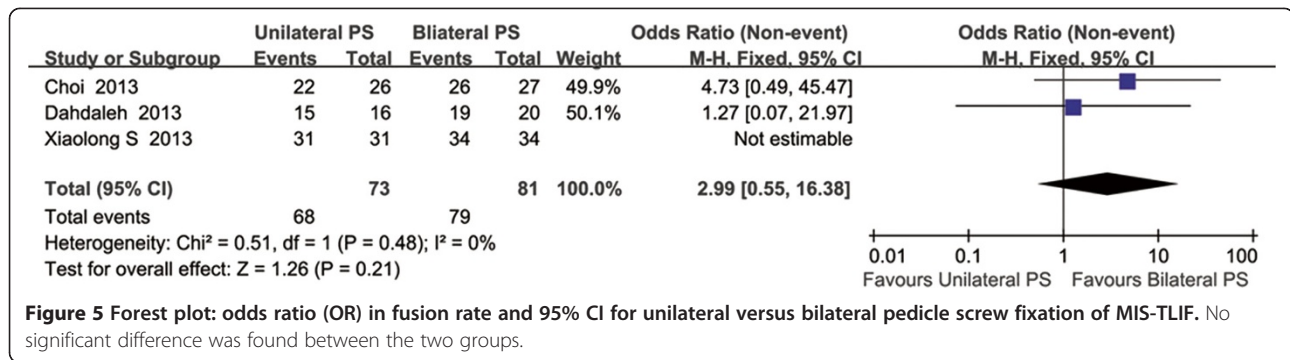 Unilateral PS Bliateral PS Odds Ratio (Non-event) Odds Ratio (Non-event)
Study or Subgroup Events Total Events Total Weight M-H, Fixed, 95% CI M-H, Fixed, 95% CI
Choi 2013 22 26 26 27 49.9% 4.73 [0.49, 45.47]
Dahdaleh 2013 15 16 19 20 50.1% 1.27 [0.07, 21.97]
Xiaolong S 2013 31 31 34 34 Not estimable
Total (95% CI) 73 81 100.0% 2.99 [0.55, 16.38]
Total events 68 79
Heterogeneity: Chi² = 0.51, df = 1 (P = 0.48); I² = 0%
Test for overall effect: Z = 1.26 (P = 0.21)
0.01 0.1 1 10 100
Favours Unilateral PS Favours Bilateral PS
Figure 5 Forest plot: odds ratio (OR) in fusion rate and 95% CI for unilateral versus bilateral pedicle screw fixation of MIS-TLIF. No
significant difference was found between the two groups.